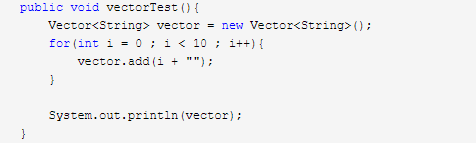 public void vectorTest(){
    Vector<String> vector = new Vector<String>();
    for(int i = 0 ; i < 10 ; i++){
        vector.add(i + "");
    }

    System.out.println(vector);
}